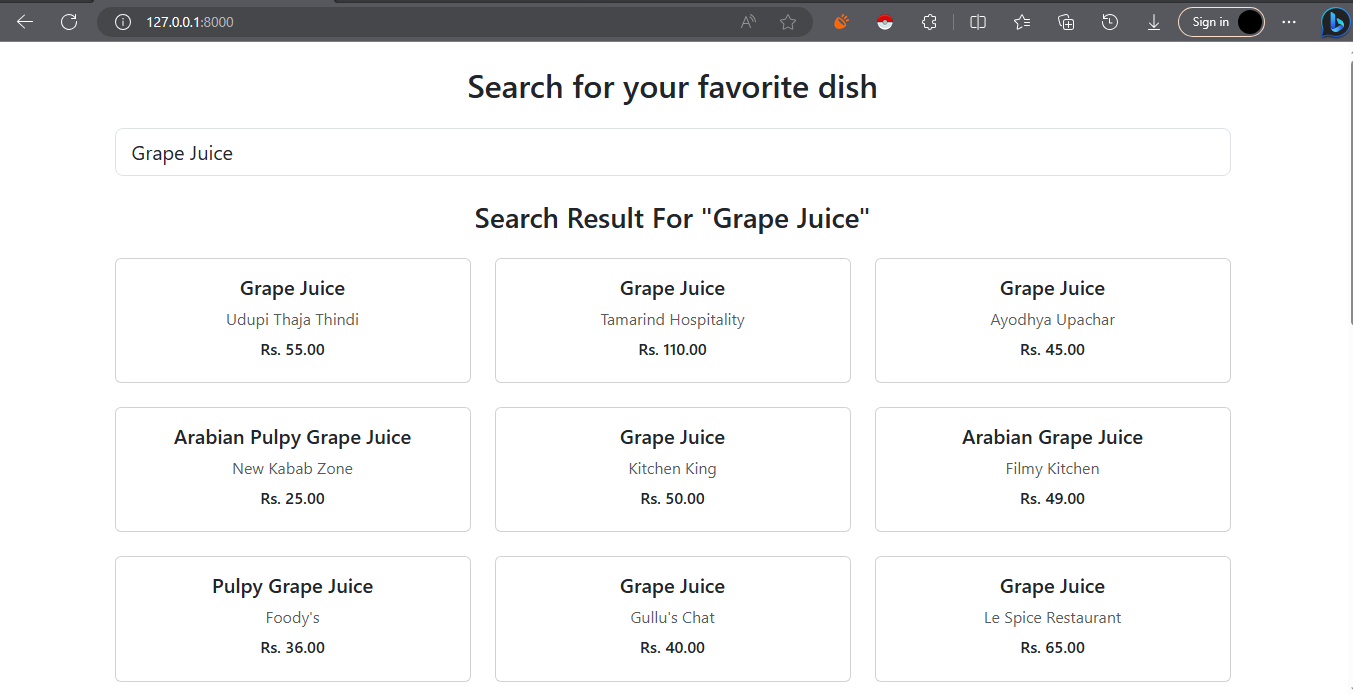 127.0.0.1:8000
Sign in
Search for your favorite dish
Grape Juice
Search Result For "Grape Juice"
Grape Juice
Udupi Thaja Thindi
Rs. 55.00
Grape Juice
Tamarind Hospitality
Rs. 110.00
Grape Juice
Ayodhya Upachar
Rs. 45.00
Arabian Pulpy Grape Juice
New Kabab Zone
Rs. 25.00
Grape Juice
Kitchen King
Rs. 50.00
Arabian Grape Juice
Filmy Kitchen
Rs. 49.00
Pulpy Grape Juice
Foody's
Rs. 36.00
Grape Juice
Gullu's Chat
Rs. 40.00
Grape Juice
Le Spice Restaurant
Rs. 65.00